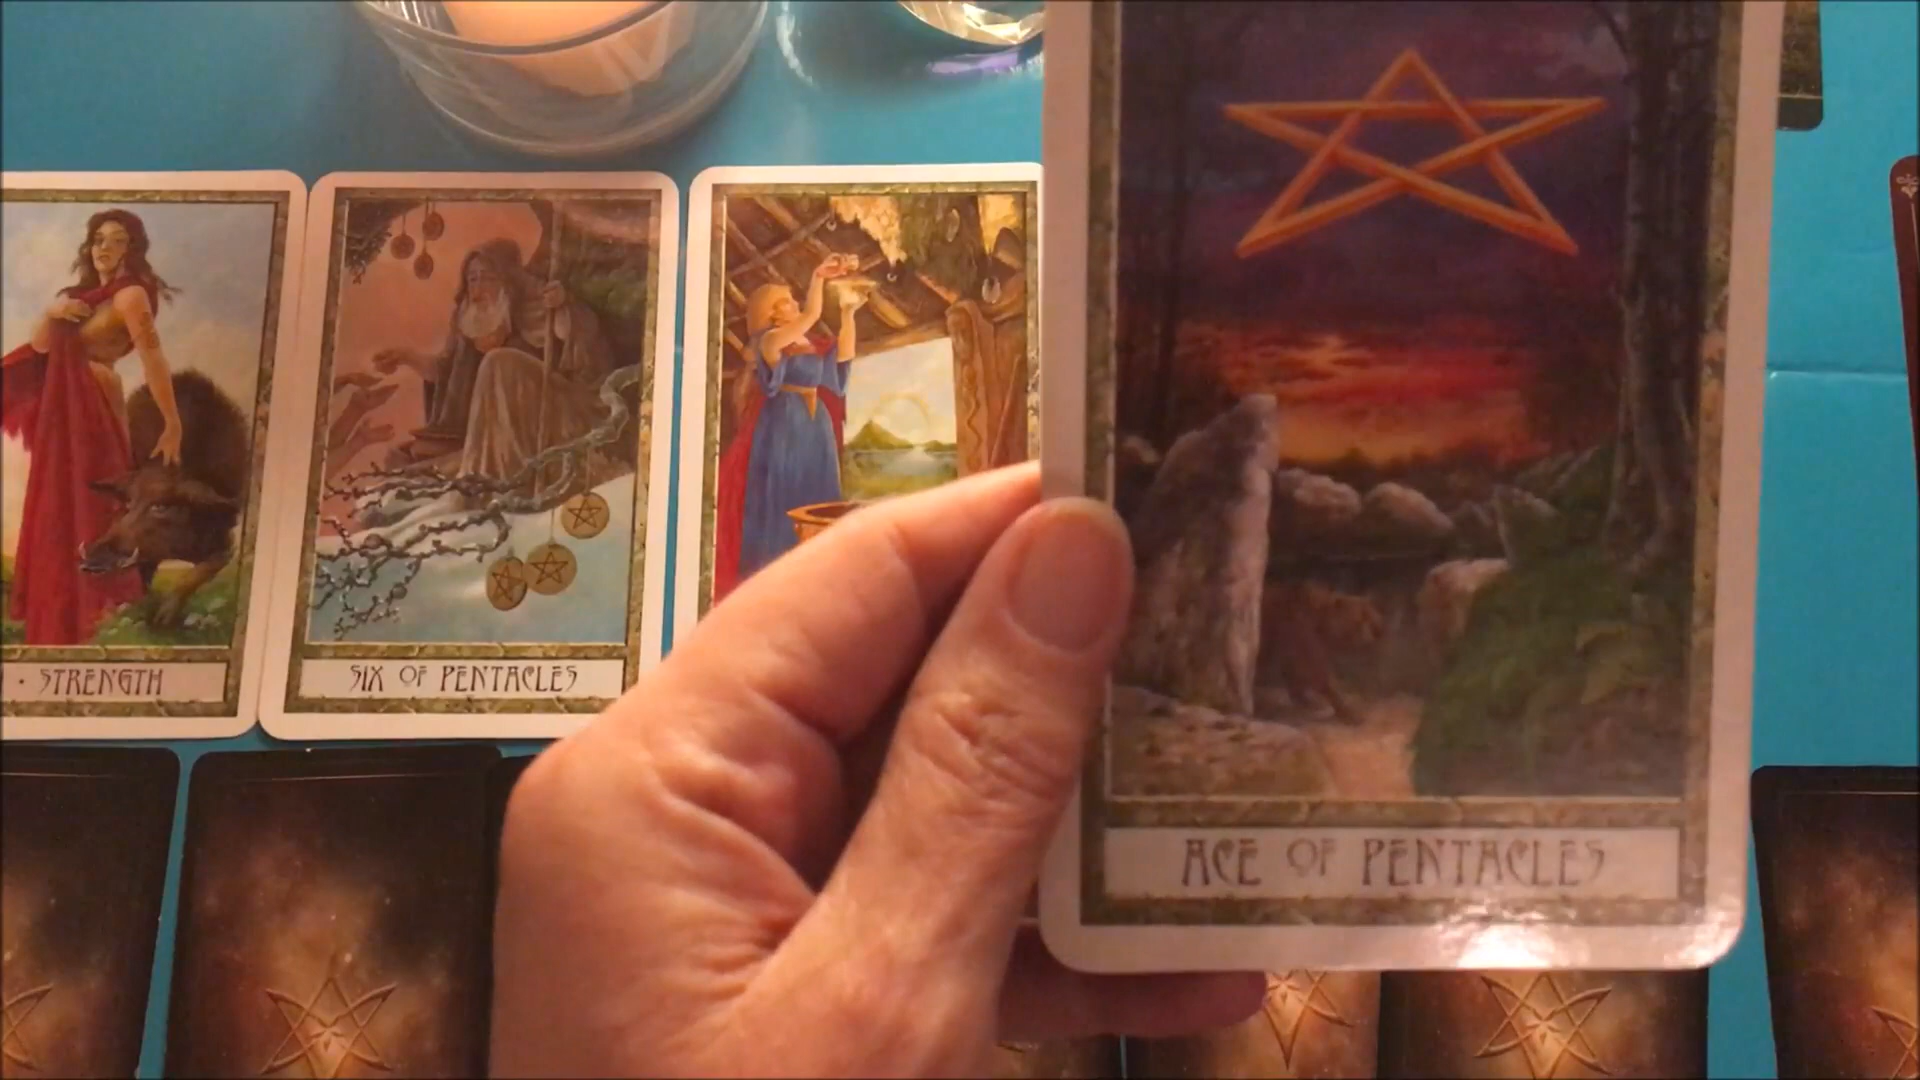 · STRENGTH
SIX OF PENTACLES
ACE OF PENTACLES